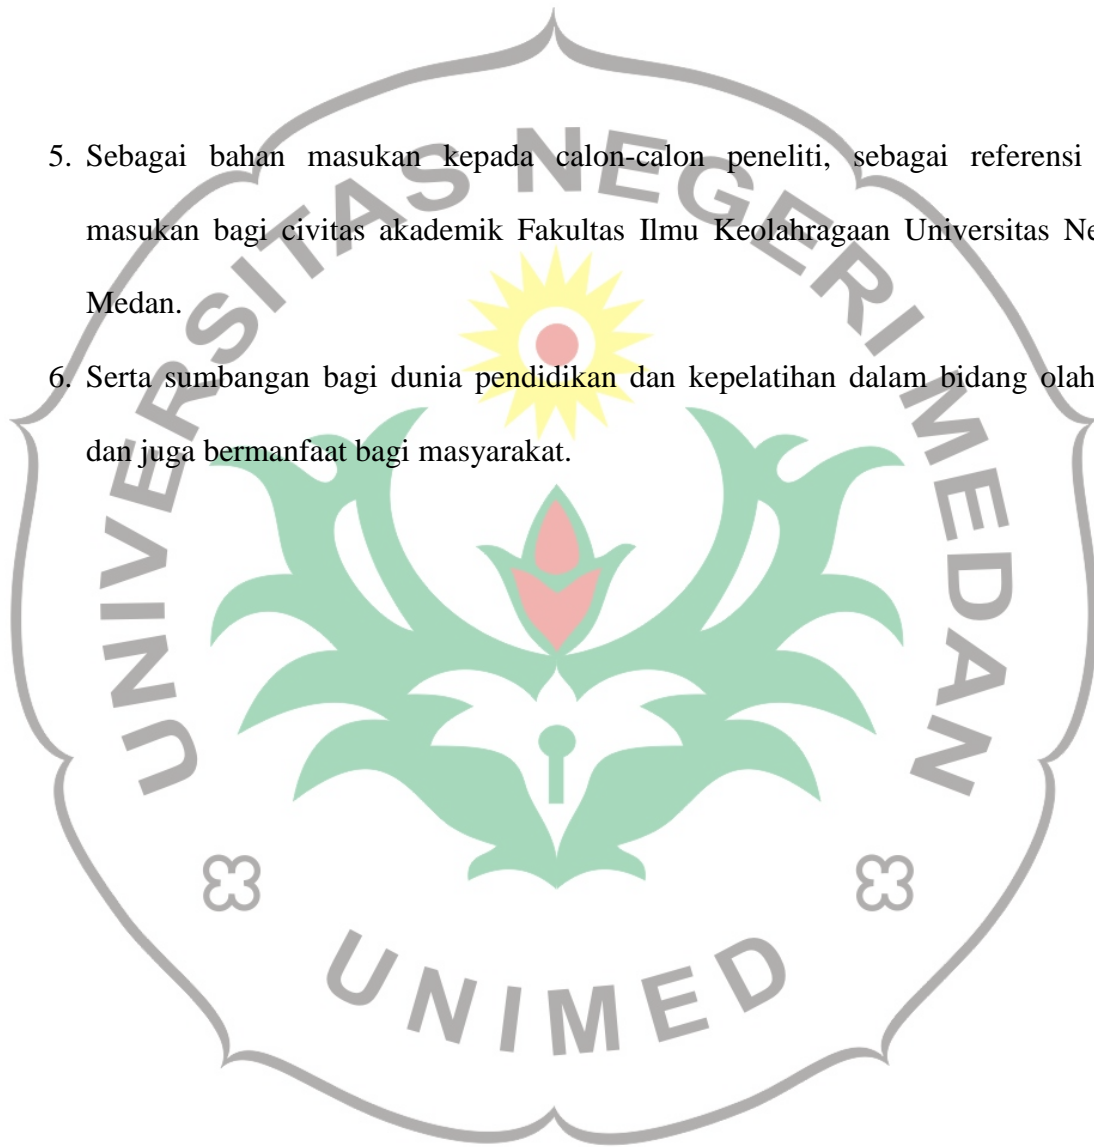 5. Sebagai bahan masukan kepada calon-calon peneliti, sebagai referensi
masukan bagi civitas akademik Fakultas Ilmu Keolahragaan Universitas Ne
Medan.
6. Serta sumbangan bagi dunia pendidikan dan kepelatihan dalam bidang olah
dan juga bermanfaat bagi masyarakat.
UNIVERSITAS NEGERI MEDAN
UNIMED